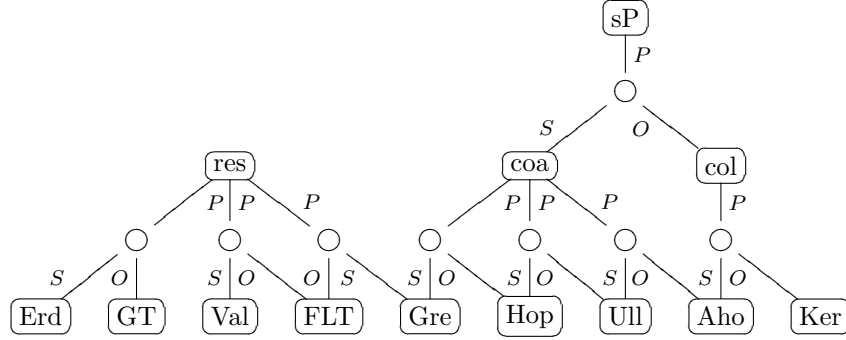 sP
P
S O
res coa col
P P P P P P P
S O S O O S S O S O S O S O
Erd GT Val FLT Gre Hop Ull Aho Ker